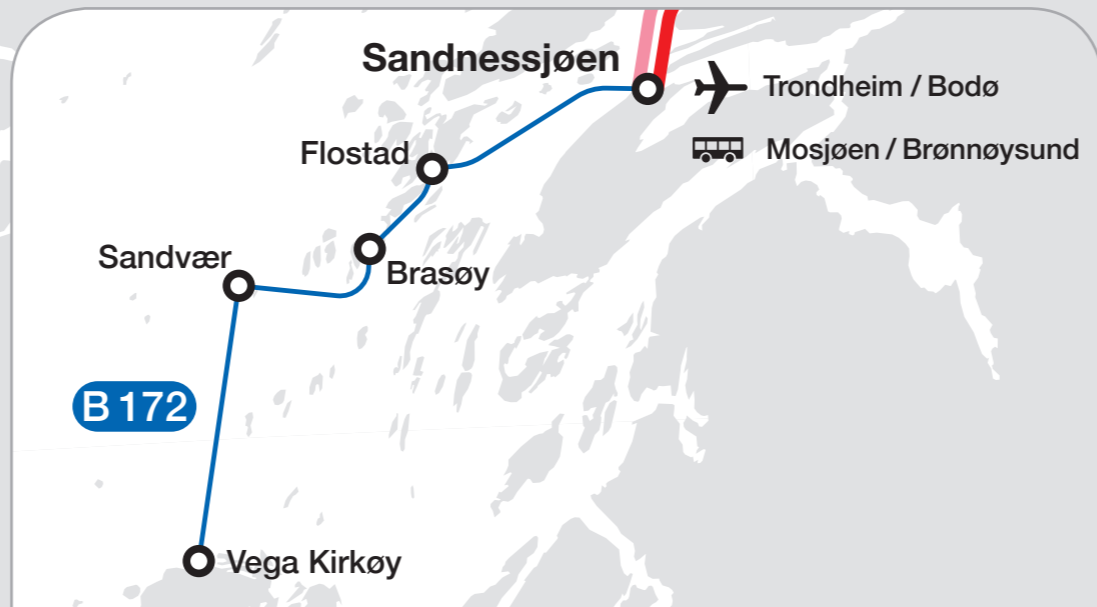 Sandnessjøen
Trondheim / Bodø
Mosjøen / Brønnøysund
Flostad
Brasøy
Sandvær
B 172
Vega Kirkøy